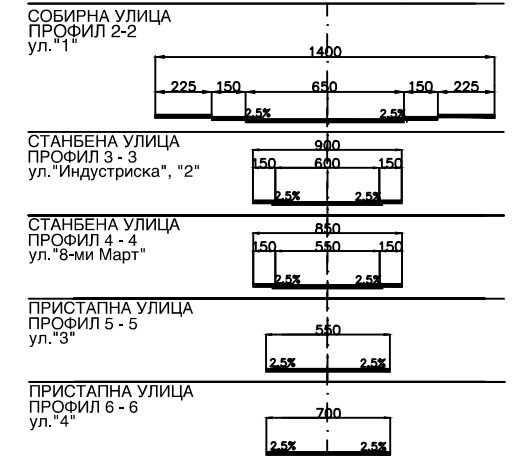 СОБИРНА УЛИЦА
ПРОФИЛ 2-2
ул."1"
1400
225 150 650 150 225
2.5% 2.5%
СТАНБЕНА УЛИЦА
ПРОФИЛ 3 - 3
ул."Индустриска", "2"
900
150 600 150
2.5% 2.5%
СТАНБЕНА УЛИЦА
ПРОФИЛ 4 - 4
ул."8-ми Март"
850
150 550 150
2.5% 2.5%
ПРИСТАПНА УЛИЦА
ПРОФИЛ 5 - 5
ул."3"
550
2.5% 2.5%
ПРИСТАПНА УЛИЦА
ПРОФИЛ 6 - 6
ул."4"
700
2.5% 2.5%